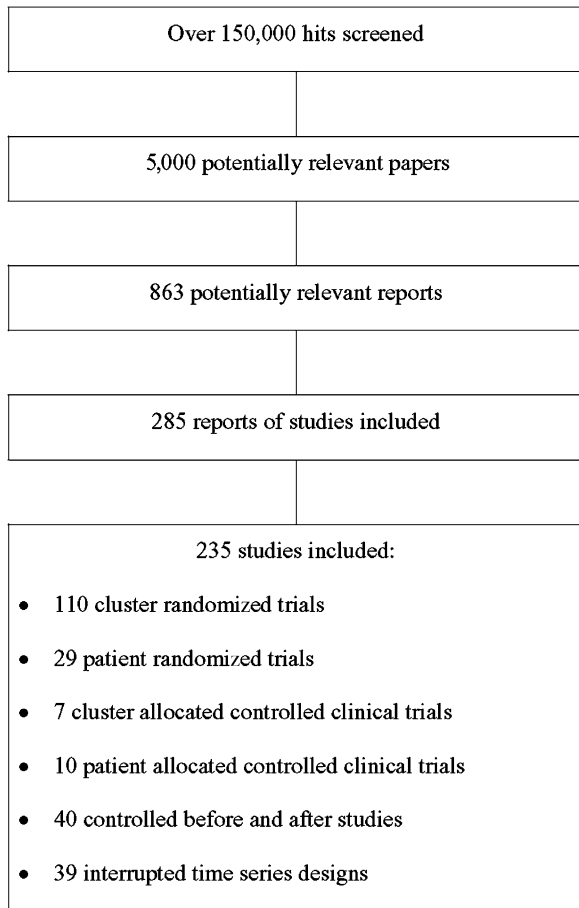 Over 150,000 hits screened
5,000 potentially relevant papers
863 potentially relevant reports
285 reports of studies included
235 studies included:
• 110 cluster randomized trials
• 29 patient randomized trials
• 7 cluster allocated controlled clinical trials
• 10 patient allocated controlled clinical trials
• 40 controlled before and after studies
• 39 interrupted time series designs